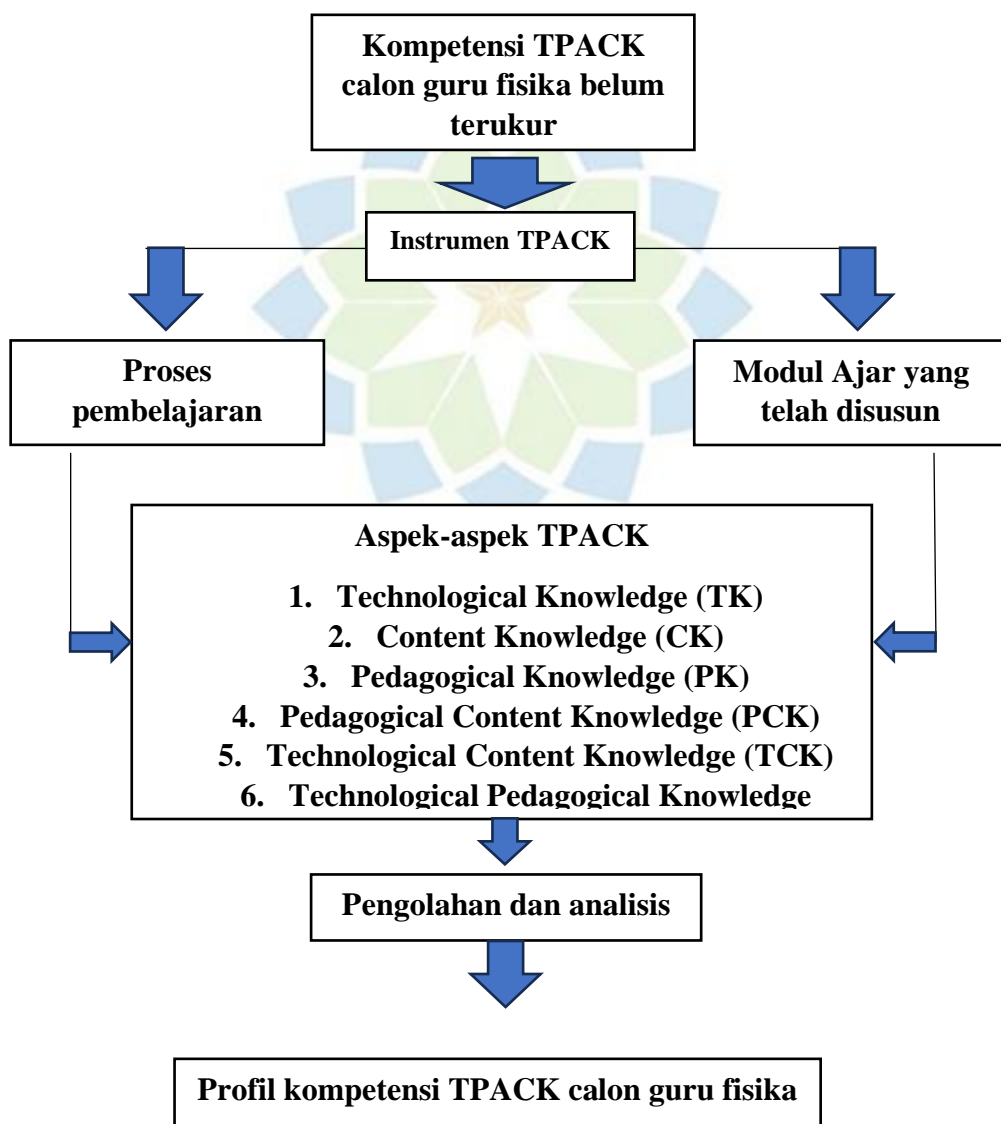 Kompetensi TPACK
calon guru fisika belum
terukur
Instrumen TPACK
Proses
pembelajaran
Modul Ajar yang
telah disusun
Aspek-aspek TPACK
1. Technological Knowledge (TK)
2. Content Knowledge (CK)
3. Pedagogical Knowledge (PK)
4. Pedagogical Content Knowledge (PCK)
5. Technological Content Knowledge (TCK)
6. Technological Pedagogical Knowledge
Pengolahan dan analisis
Profil kompetensi TPACK calon guru fisika